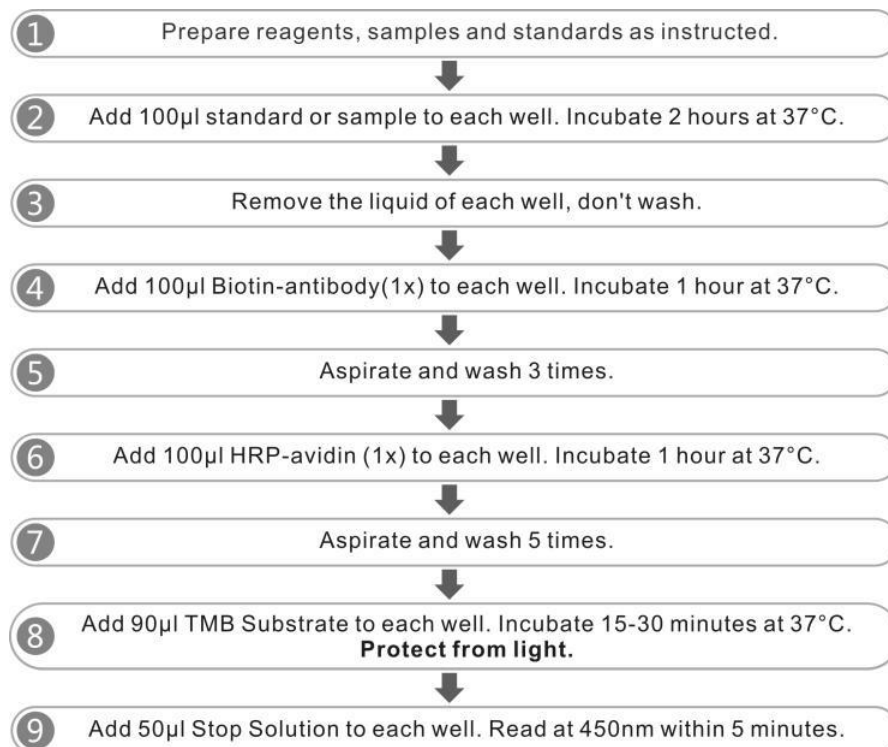 1 Prepare reagents, samples and standards as instructed.
2 Add 100µl standard or sample to each well. Incubate 2 hours at 37°C.
3 Remove the liquid of each well, don't wash.
4 Add 100µl Biotin-antibody(1x) to each well. Incubate 1 hour at 37°C.
5 Aspirate and wash 3 times.
6 Add 100µl HRP-avidin (1x) to each well. Incubate 1 hour at 37°C.
7 Aspirate and wash 5 times.
8 Add 90µl TMB Substrate to each well. Incubate 15-30 minutes at 37°C.
Protect from light.
9 Add 50µl Stop Solution to each well. Read at 450nm within 5 minutes.